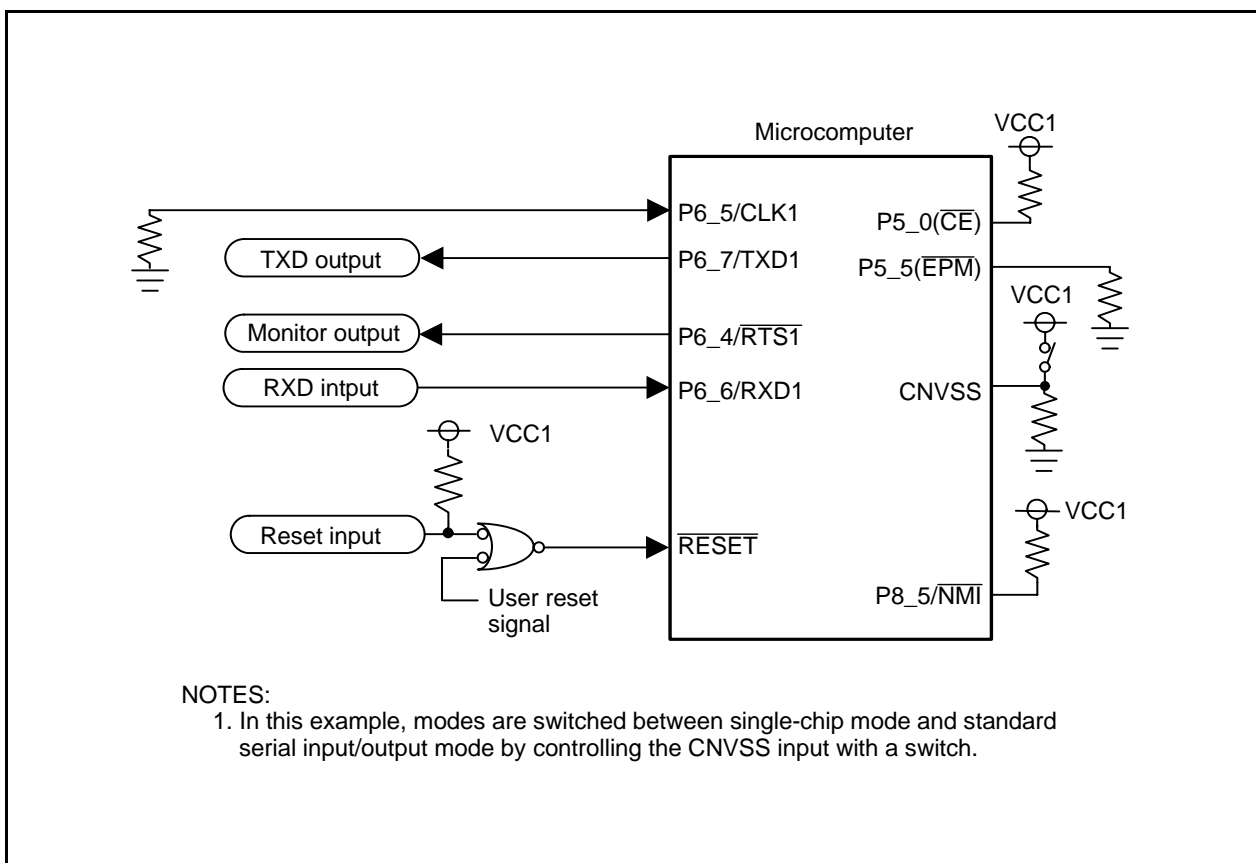 Microcomputer
VCC1
P6_5/CLK1
P5_0(CE)
TXD output
P6_7/TXD1
P5_5(EPM)
VCC1
Monitor output
P6_4/RTS1
RXD intput
P6_6/RXD1
CNVSS
VCC1
Reset input
RESET
VCC1
User reset
signal
P8_5/NMI
NOTES:
1. In this example, modes are switched between single-chip mode and standard
serial input/output mode by controlling the CNVSS input with a switch.